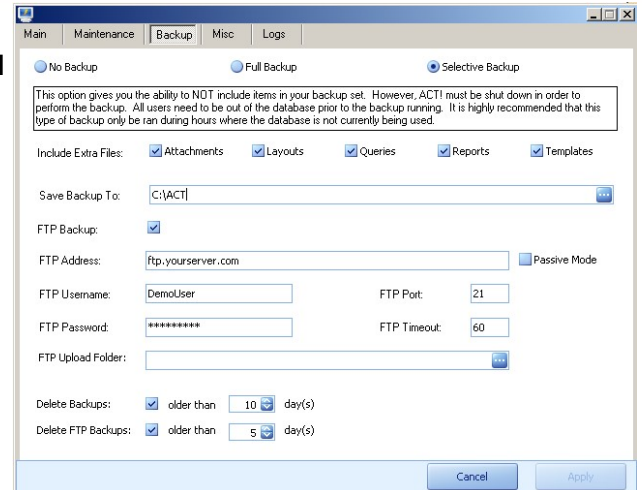 Main Maintenance Backup Misc Logs
No Backup Full Backup Selective Backup
This option gives you the ability to NOT include items in your backup set. However, ACT! must be shut down in order to
perform the backup. All users need to be out of the database prior to the backup running. It is highly recommended that this
type of backup only be ran during hours where the database is not currently being used.
Include Extra Files: Attachments Layouts Queries Reports Templates
Save Backup To: C:\ACT
FTP Backup:
FTP Address: ftp.yourserver.com Passive Mode
FTP Username: DemoUser FTP Port: 21
FTP Password: ********* FTP Timeout: 60
FTP Upload Folder:
Delete Backups: older than 10 day(s)
Delete FTP Backups: older than 5 day(s)
Cancel Apply